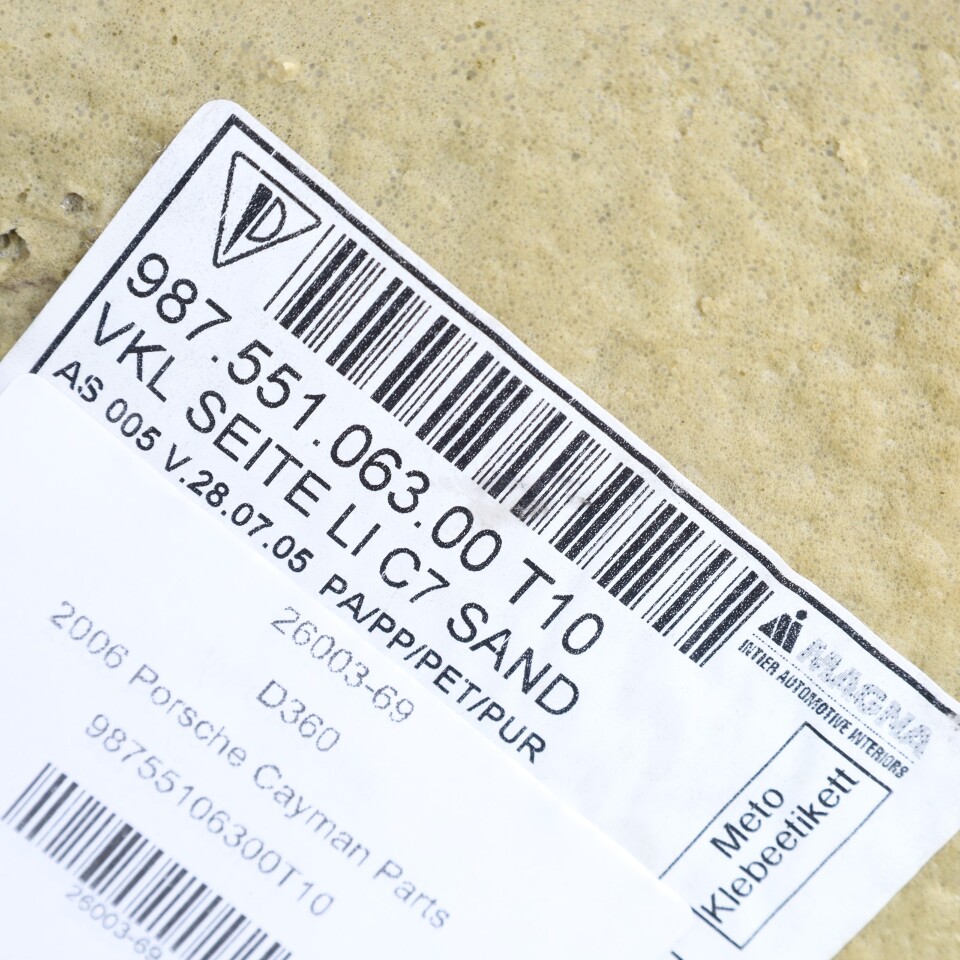 987.551.063.00 T10
VKL SEITE LI C7 SAND
AS 005 v.28.07.05 PA/PP/PET/PUR
MAGNA
INTIER AUTOMOTIVE INTERIORS
Meto
Klebeetikett
26003-69
D360
2006 Porsche Cayman Parts
98755106300T10
26003-69